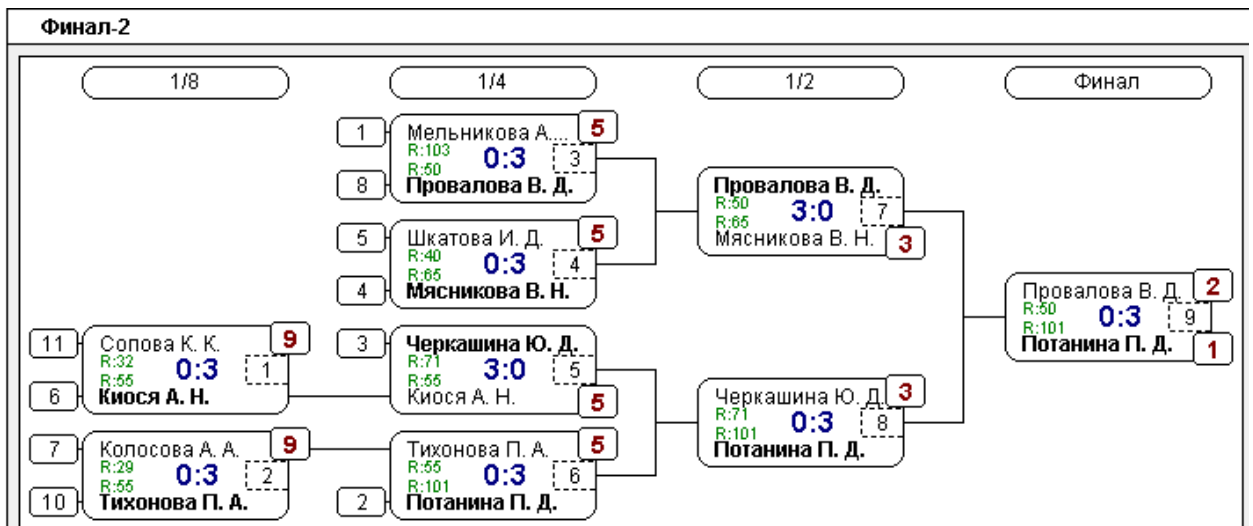 Финал-2
1/8
1/4
1/2
Финал
11
Сопова К. К.
9
R:32
R:55
0:3
1
6
Киося А. Н.
7
Колосова А. А.
9
R:29
R:55
0:3
2
10
Тихонова П. А.
1
Мельникова А....
5
R:103
R:50
0:3
3
8
Провалова В. Д.
5
Шкатова И. Д.
5
R:40
R:65
0:3
4
4
Мясникова В. Н.
3
Черкашина Ю. Д.
R:71
R:55
3:0
5
Киося А. Н.
5
Тихонова П. А.
5
R:55
R:101
0:3
6
2
Потанина П. Д.
Провалова В. Д.
R:50
R:65
3:0
7
Мясникова В. Н.
3
Черкашина Ю. Д.
3
R:71
R:101
0:3
8
Потанина П. Д.
Провалова В. Д.
2
R:50
R:101
0:3
9
Потанина П. Д.
1